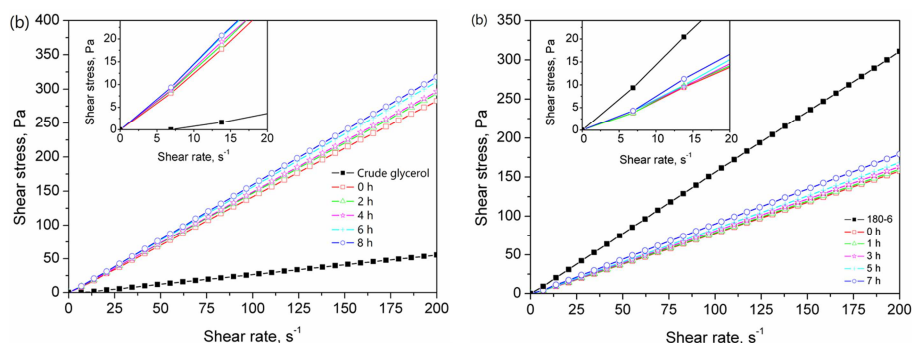 (b)
400
350
300
250
200
150
100
50
0
Shear stress, Pa
20
15
10
5
0
Shear stress, Pa
0 5 10 15 20
Shear rate, s-1
Crude glycerol
0 h
2 h
4 h
6 h
8 h
0 25 50 75 100 125 150 175 200
Shear rate, s-1
(b)
350
300
250
200
150
100
50
0
Shear stress, Pa
20
15
10
5
0
Shear stress, Pa
0 5 10 15 20
Shear rate, s-1
180-6
0 h
1 h
3 h
5 h
7 h
0 25 50 75 100 125 150 175 200
Shear rate, s-1